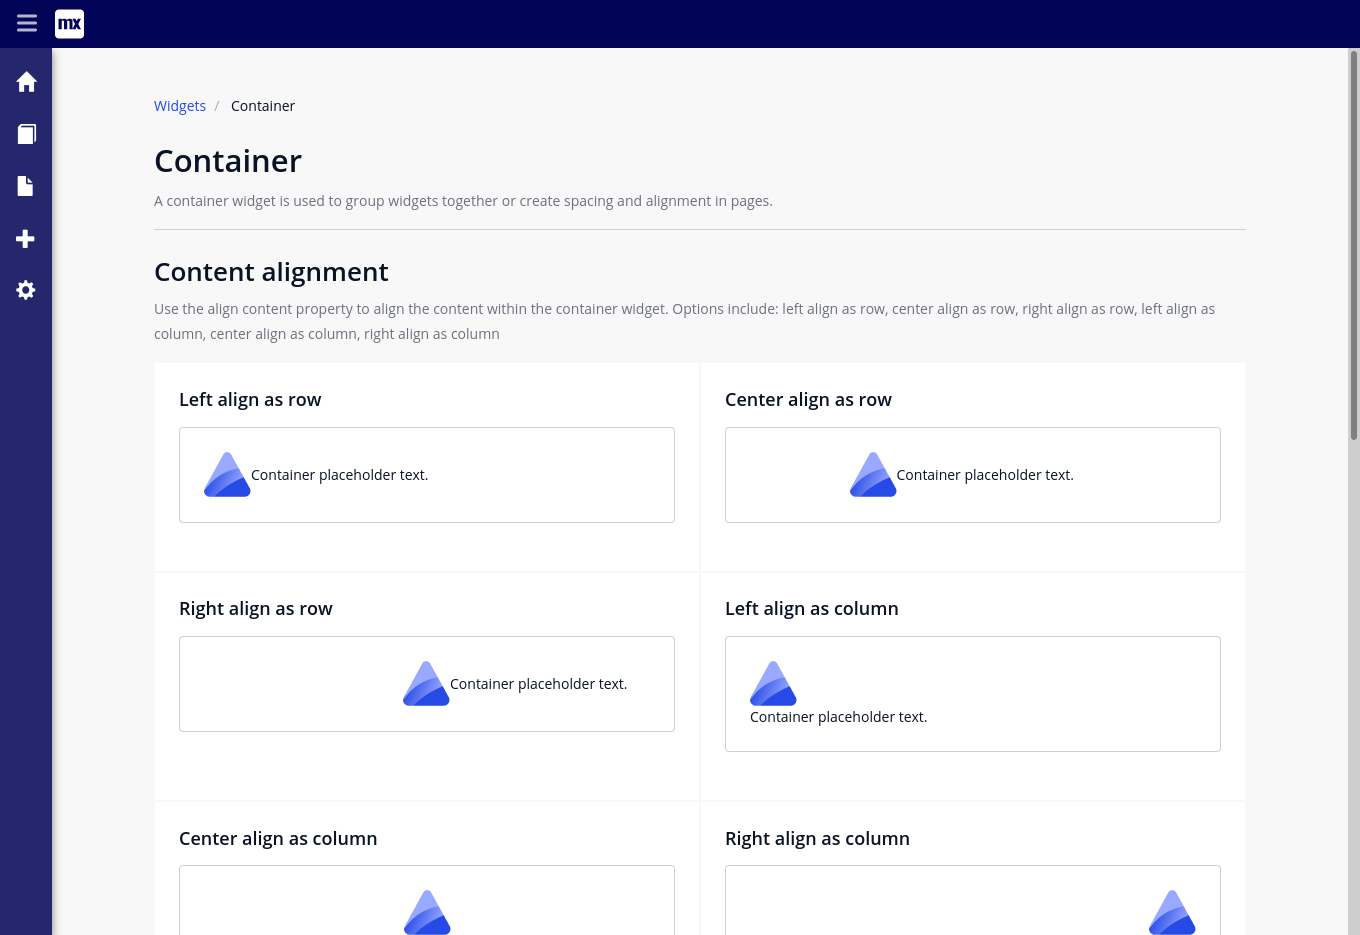 mx
Widgets / Container
Container
A container widget is used to group widgets together or create spacing and alignment in pages.
Content alignment
Use the align content property to align the content within the container widget. Options include: left align as row, center align as row, right align as row, left align as
column, center align as column, right align as column
Left align as row
Container placeholder text.
Center align as row
Container placeholder text.
Right align as row
Container placeholder text.
Left align as column
Container placeholder text.
Center align as column
Right align as column